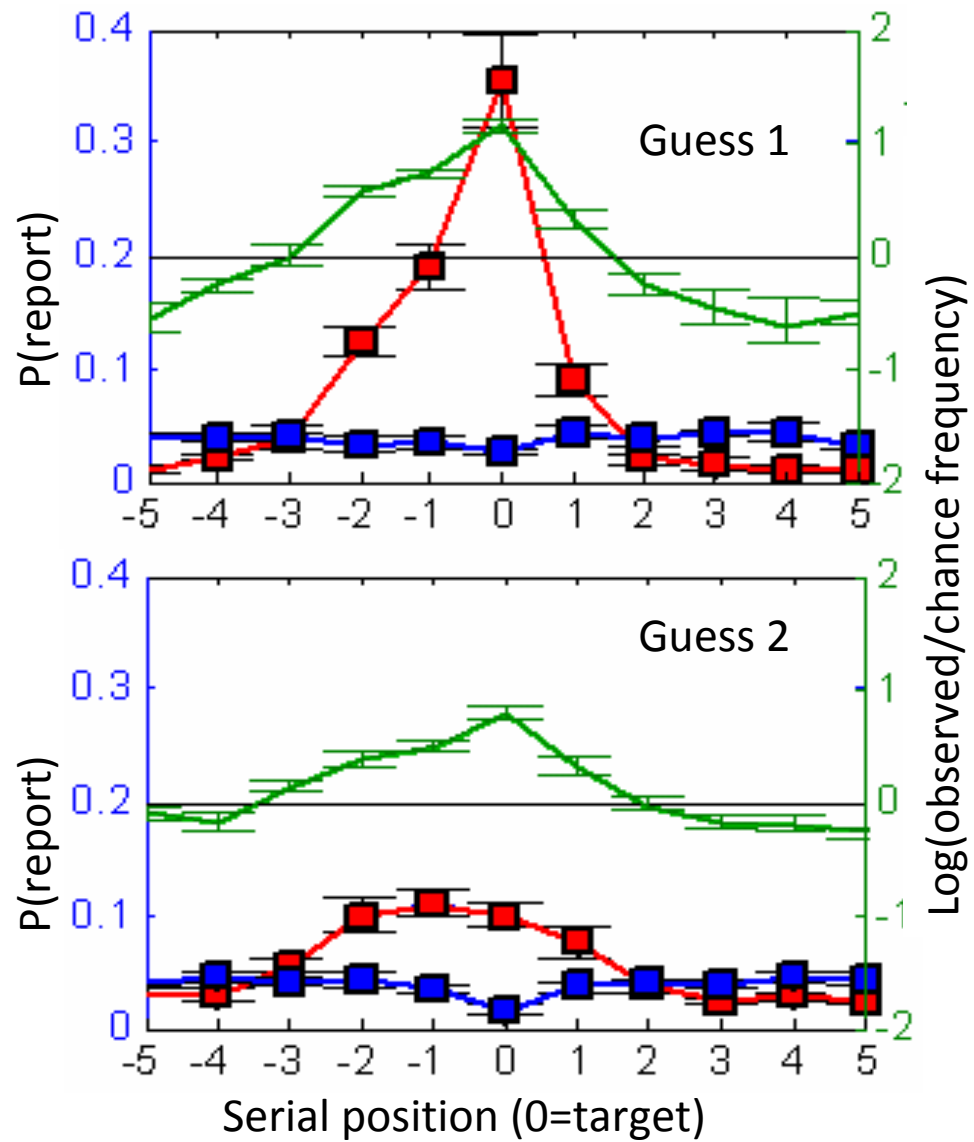 0.4
0.3
0.2
0.1
0
P(report)
Guess 1
2
1
0
-1
-2
-5 -4 -3 -2 -1 0 1 2 3 4 5
0.4
0.3
0.2
0.1
0
P(report)
Guess 2
2
1
0
-1
-2
-5 -4 -3 -2 -1 0 1 2 3 4 5
Serial position (0=target)
Log(observed/chance frequency)